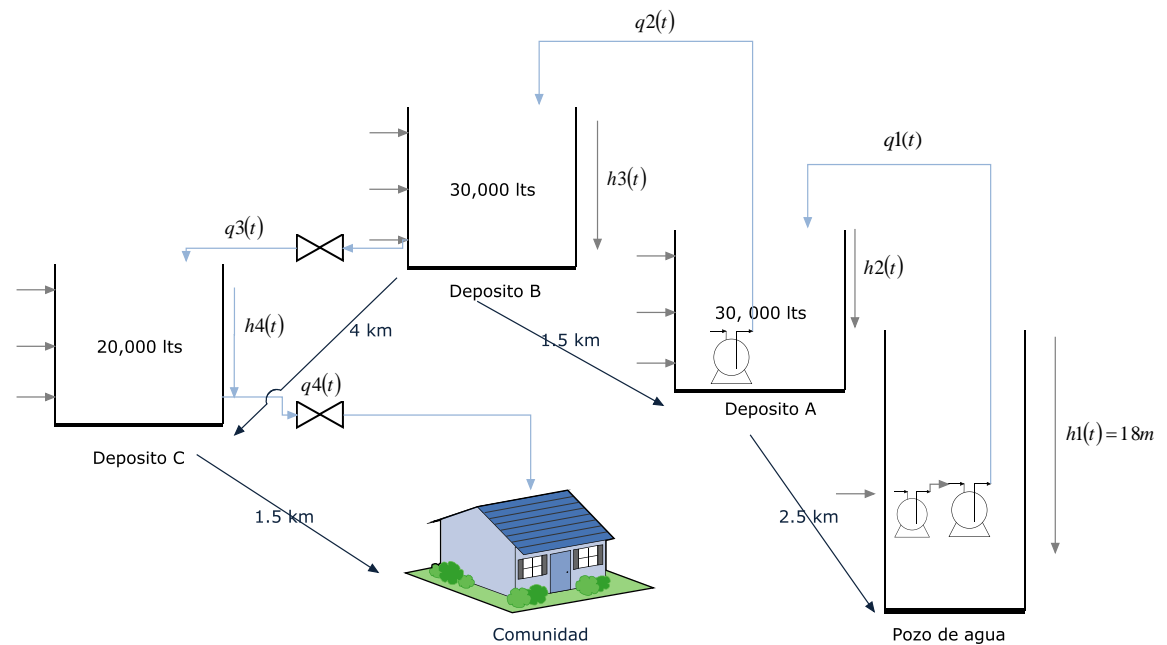 q2(t)
q1(t)
30,000 lts
h3(t)
q3(t)
h2(t)
Deposito B
30, 000 lts
h4(t)
4 km
1.5 km
20,000 lts
q4(t)
Deposito A
h1(t)=18m
Deposito C
1.5 km
2.5 km
Comunidad
Pozo de agua